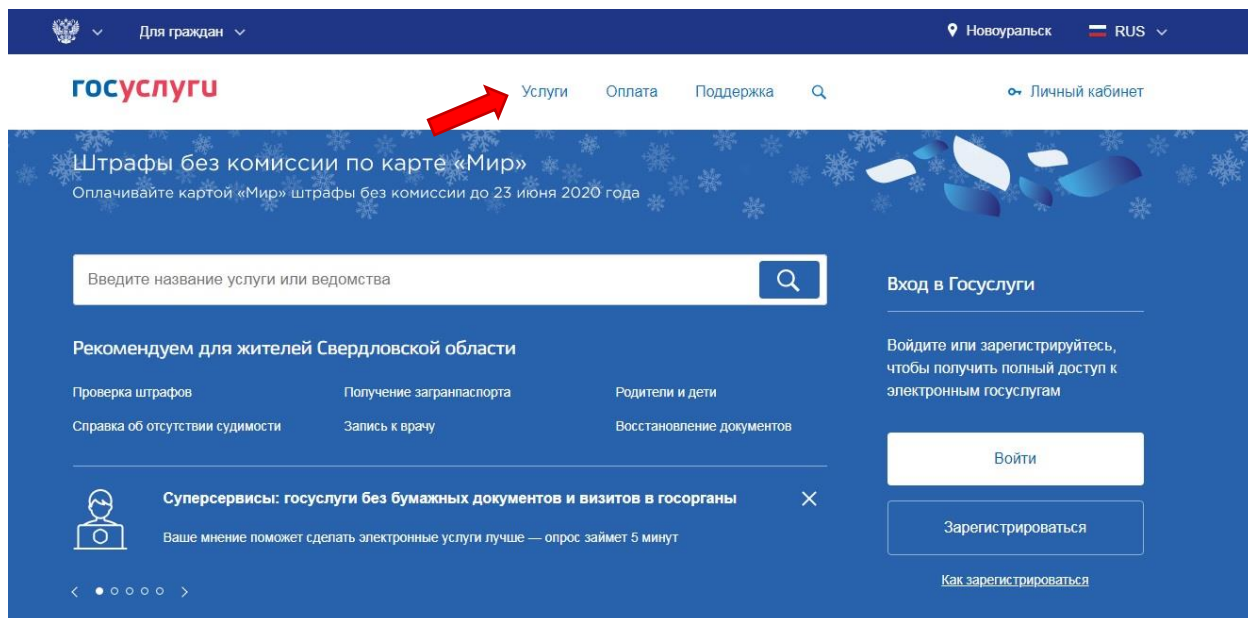 Для граждан
Новоуральск
RUS
госуслуги
Услуги
Оплата
Поддержка
Личный кабинет
Штрафы без комиссии по карте «Мир»
Оплачивайте картой «Мир» штрафы без комиссии до 23 июня 2020 года
Введите название услуги или ведомства
Рекомендуем для жителей Свердловской области
Проверка штрафов
Получение загранпаспорта
Родители и дети
Справка об отсутствии судимости
Запись к врачу
Восстановление документов
Суперсервисы: госуслуги без бумажных документов и визитов в госорганы
Ваше мнение поможет сделать электронные услуги лучше — опрос займет 5 минут
Вход в Госуслуги
Войдите или зарегистрируйтесь,
чтобы получить полный доступ к
электронным госуслугам
Войти
Зарегистрироваться
Как зарегистрироваться